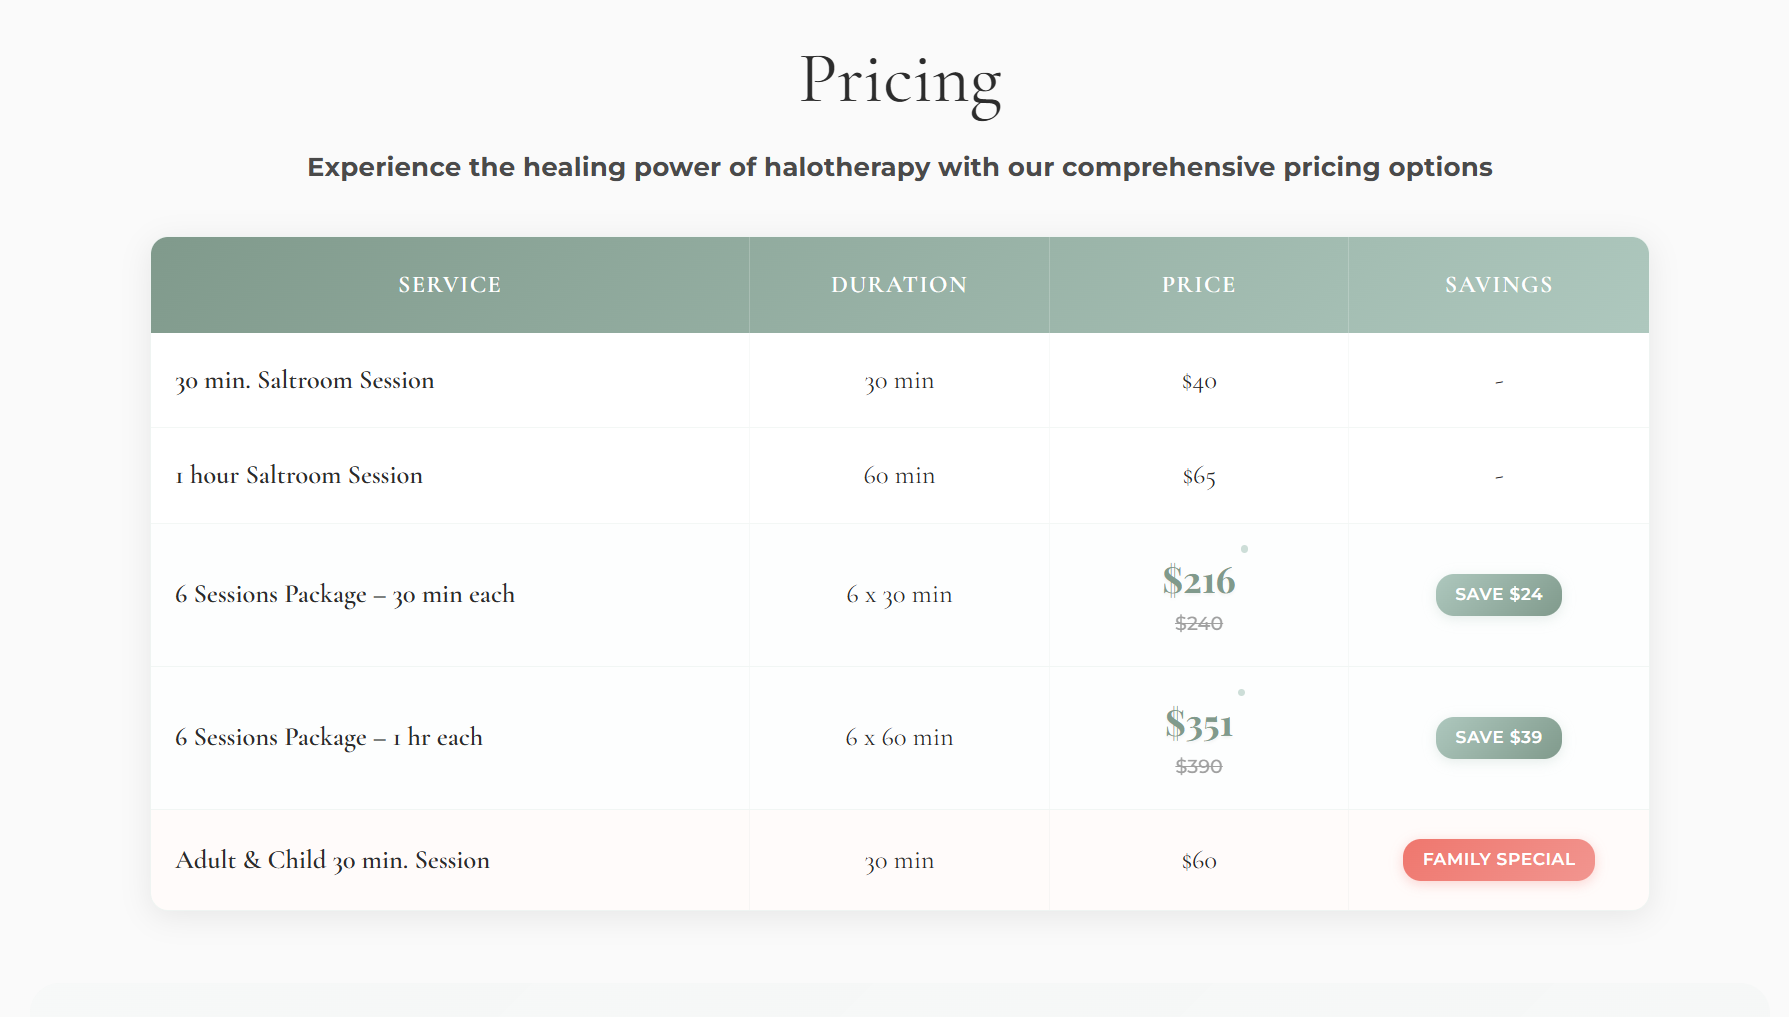 Pricing
Experience the healing power of halotherapy with our comprehensive pricing options
SERVICE DURATION PRICE SAVINGS
30 min. Saltroom Session 30 min $40 -
1 hour Saltroom Session 60 min $65 -
6 Sessions Package – 30 min each 6 x 30 min $216 SAVE $24
$240
6 Sessions Package – 1 hr each 6 x 60 min $351 SAVE $39
$390
Adult & Child 30 min. Session 30 min $60 FAMILY SPECIAL